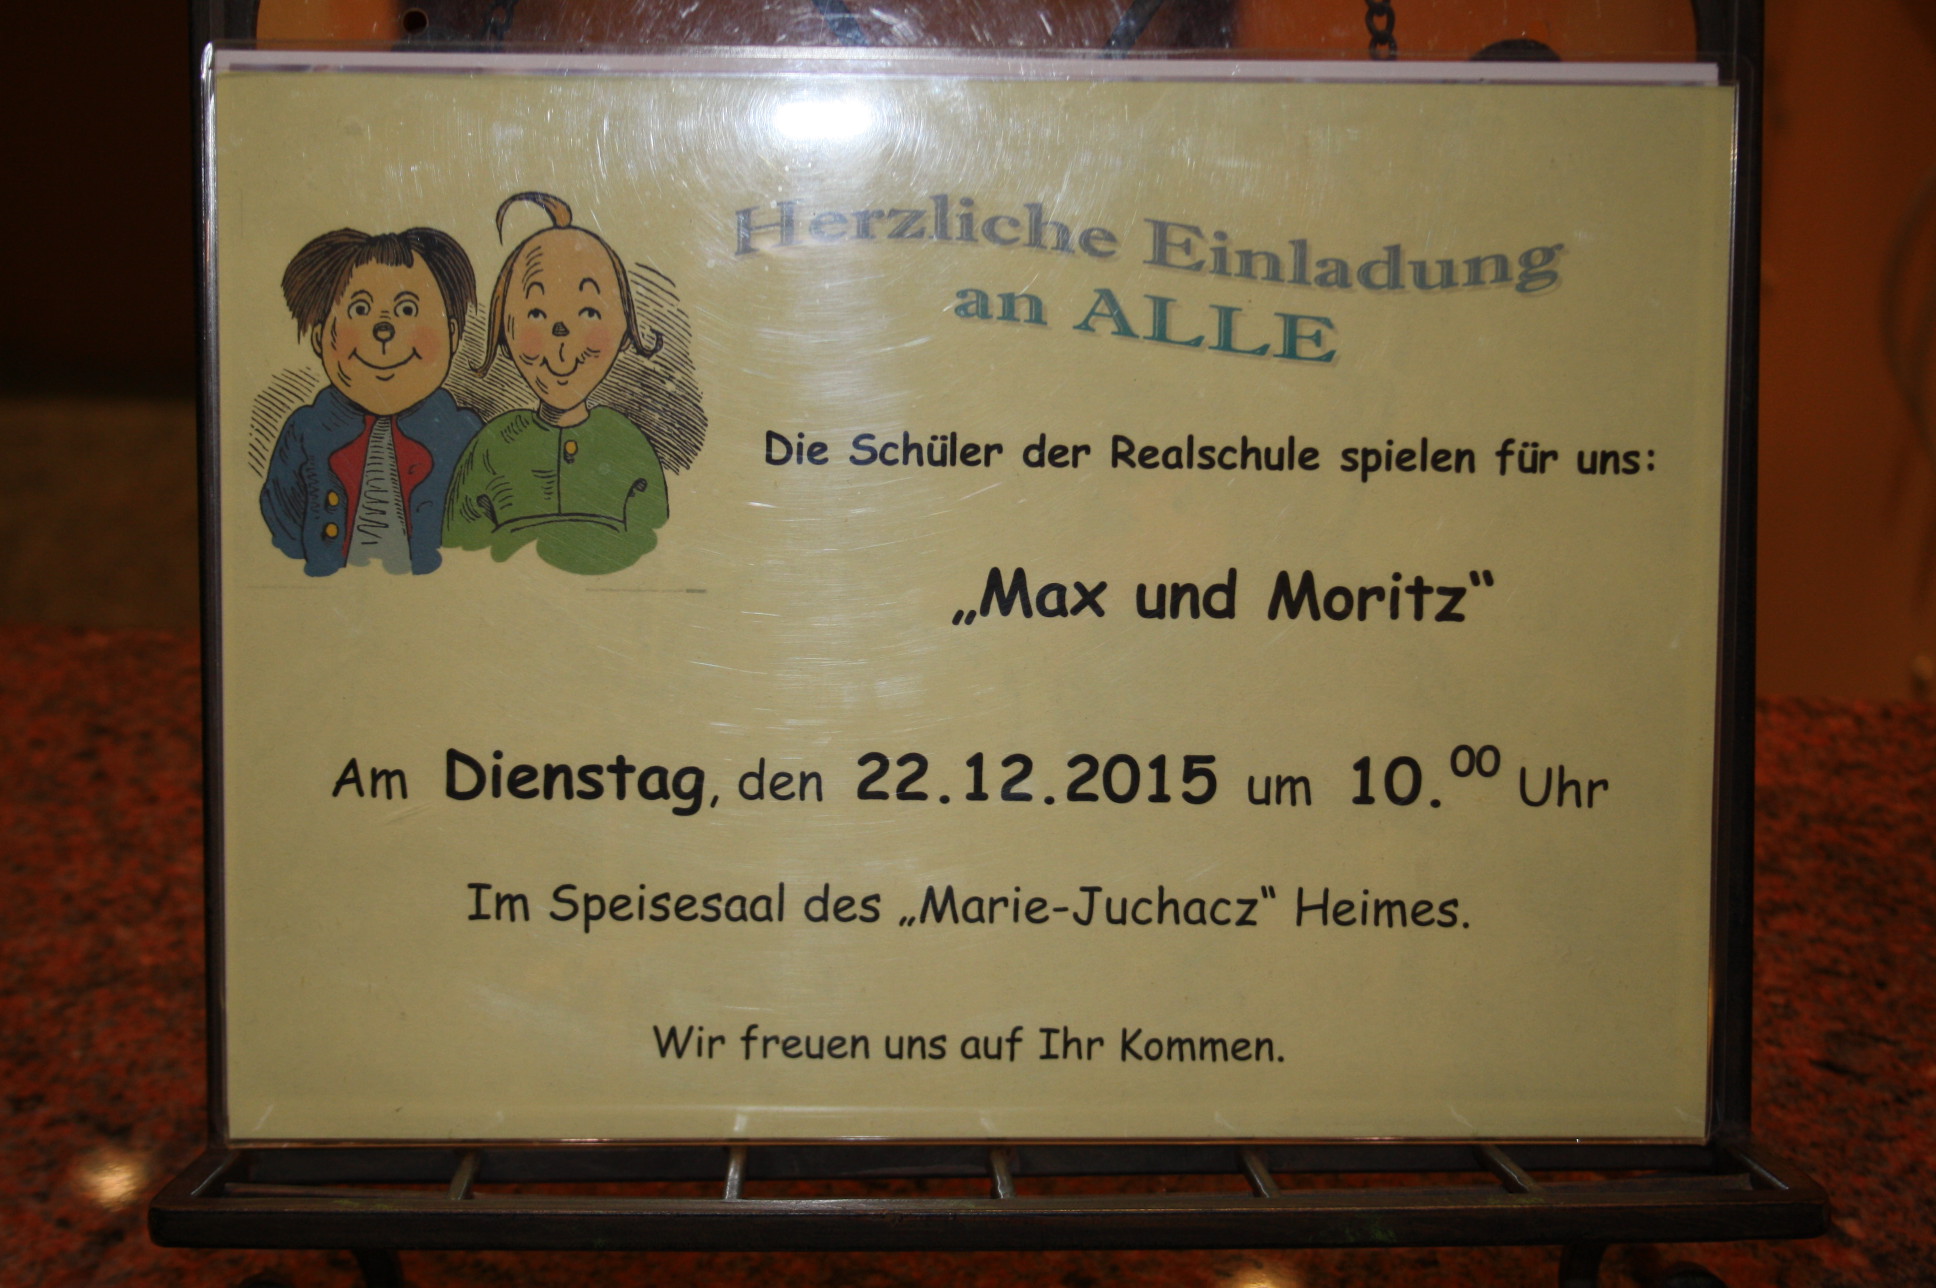 Herzliche Einladung
an ALLE
Die Schüler der Realschule spielen für uns:
„Max und Moritz“
Am Dienstag, den 22.12.2015 um 10.00 Uhr
Im Speisesaal des „Marie-Juchacz“ Heimes.
Wir freuen uns auf Ihr Kommen.